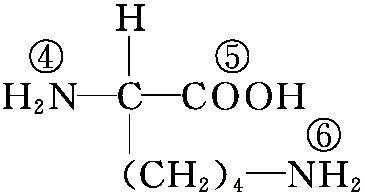 H
④ ⑤
H₂N—C—COOH
⑥
(CH₂)₄—NH₂